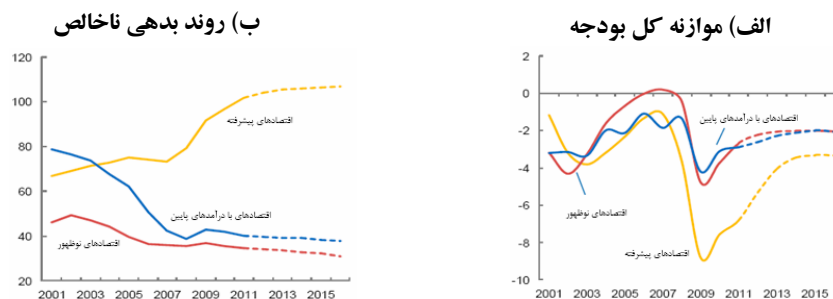 الف) موازنه کل بودجه
2
0
-2
-4
-6
-8
-10
اقتصادهای با درآمدهای پایین
اقتصادهای نوظهور
اقتصادهای پیشرفته
2001 2003 2005 2007 2009 2011 2013 2015
ب) روند بدهی ناخالص
120
100
80
60
40
20
0
اقتصادهای پیشرفته
اقتصادهای با درآمدهای پایین
اقتصادهای نوظهور
2001 2003 2005 2007 2009 2011 2013 2015